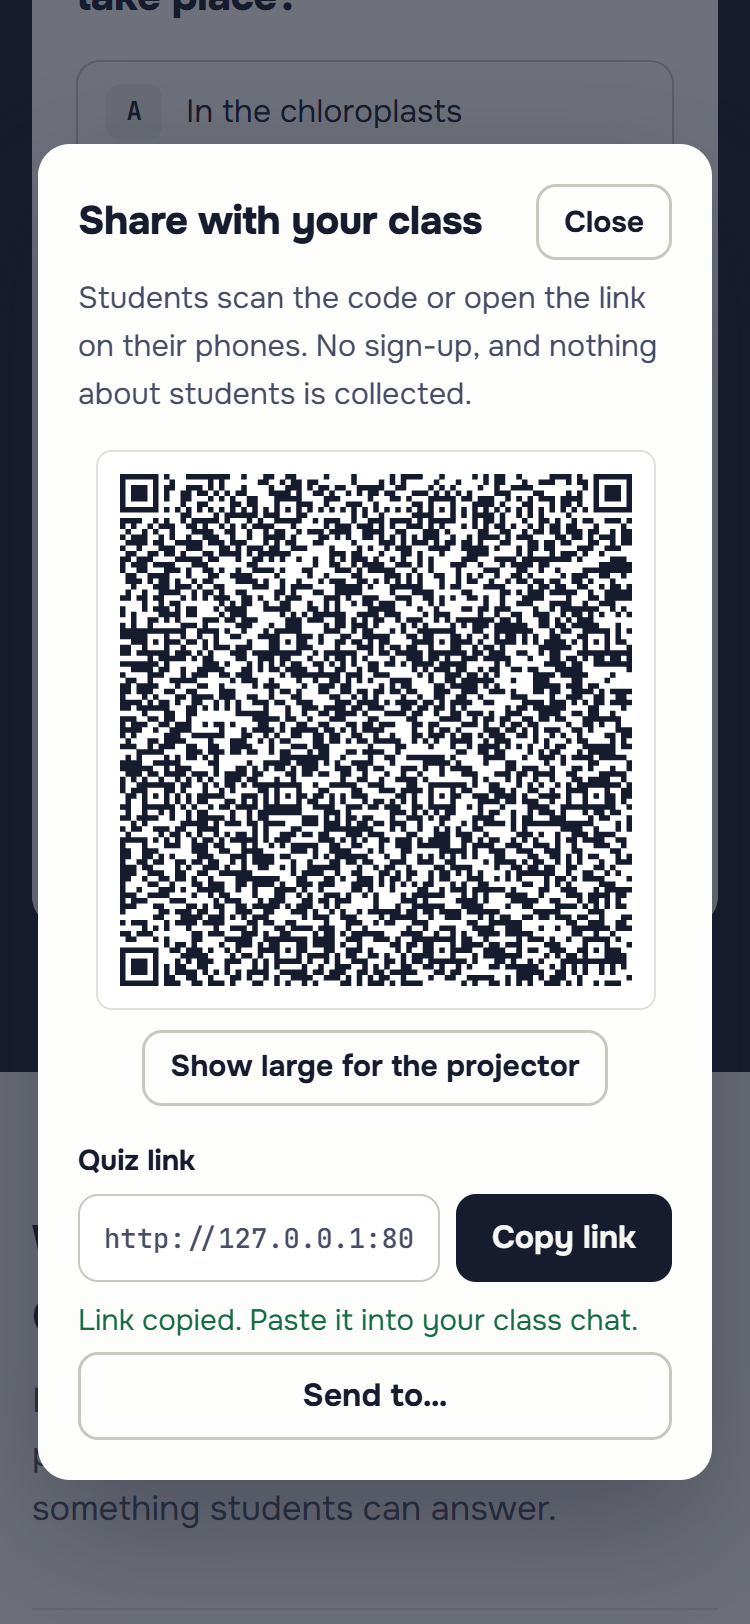 take place?
A In the chloroplasts
Share with your class
Close
Students scan the code or open the link
on their phones. No sign-up, and nothing
about students is collected.
Show large for the projector
Quiz link
http://127.0.0.1:80
Copy link
Link copied. Paste it into your class chat.
Send to...
something students can answer.